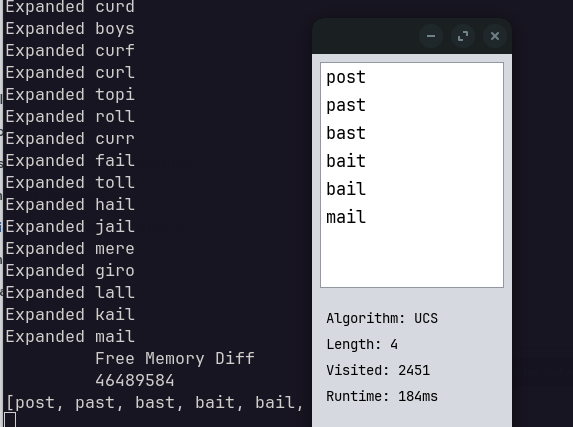 Expanded curd
Expanded boys
Expanded curf
Expanded curl
Expanded topi
Expanded roll
Expanded curr
Expanded fail
Expanded toll
Expanded hail
Expanded jail
Expanded mere
Expanded giro
Expanded lall
Expanded kail
Expanded mail
Free Memory Diff
46489584
[post, past, bast, bait, bail,
post
past
bast
bait
bail
mail
Algorithm: UCS
Length: 4
Visited: 2451
Runtime: 184ms